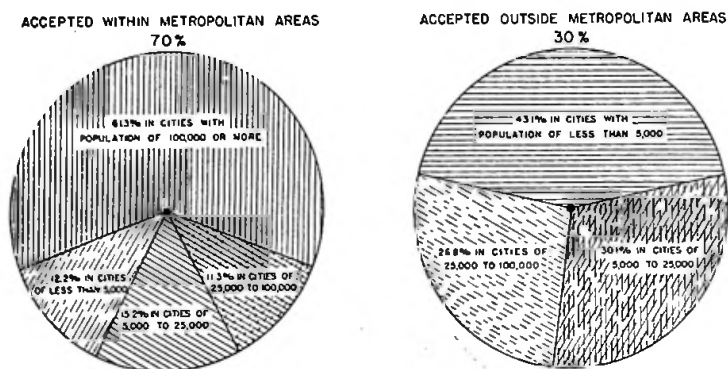 ACCEPTED WITHIN METROPOLITAN AREAS
70%
61.3% IN CITIES WITH
POPULATION OF 100,000 OR MORE
12.2% IN CITIES
OF LESS THAN 5,000
15.2% IN CITIES OF
5,000 TO 25,000
11.3% IN CITIES OF
25,000 TO 100,000
ACCEPTED OUTSIDE METROPOLITAN AREAS
30%
43.1% IN CITIES WITH
POPULATION OF LESS THAN 5,000
26.8% IN CITIES OF
25,000 TO 100,000
30.1% IN CITIES OF
5,000 TO 25,000